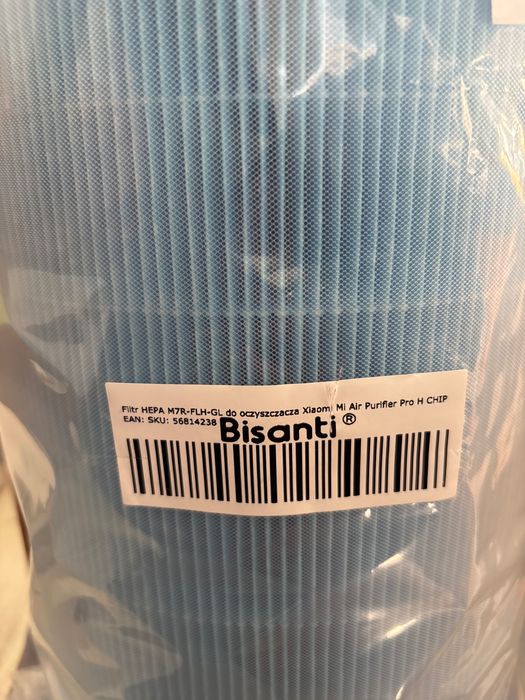 Filtr HEPA M7R-FLH-GL do oczyszczacza Xiaomi Mi Air Purifier Pro H CHIP
EAN: SKU: 56814238
Bisanti ®